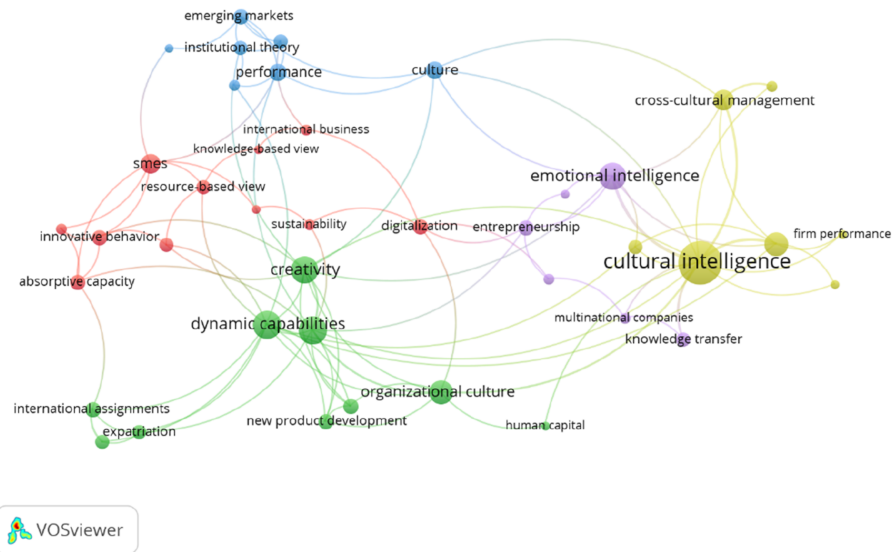 emerging markets
institutional theory
performance
culture
cross-cultural management
international business
knowledge-based view
smes
resource-based view
emotional intelligence
sustainability
digitalization
entrepreneurship
innovative behavior
firm performance
cultural intelligence
creativity
absorptive capacity
multinational companies
dynamic capabilities
knowledge transfer
organizational culture
international assignments
new product development
human capital
expatriation
VOSviewer